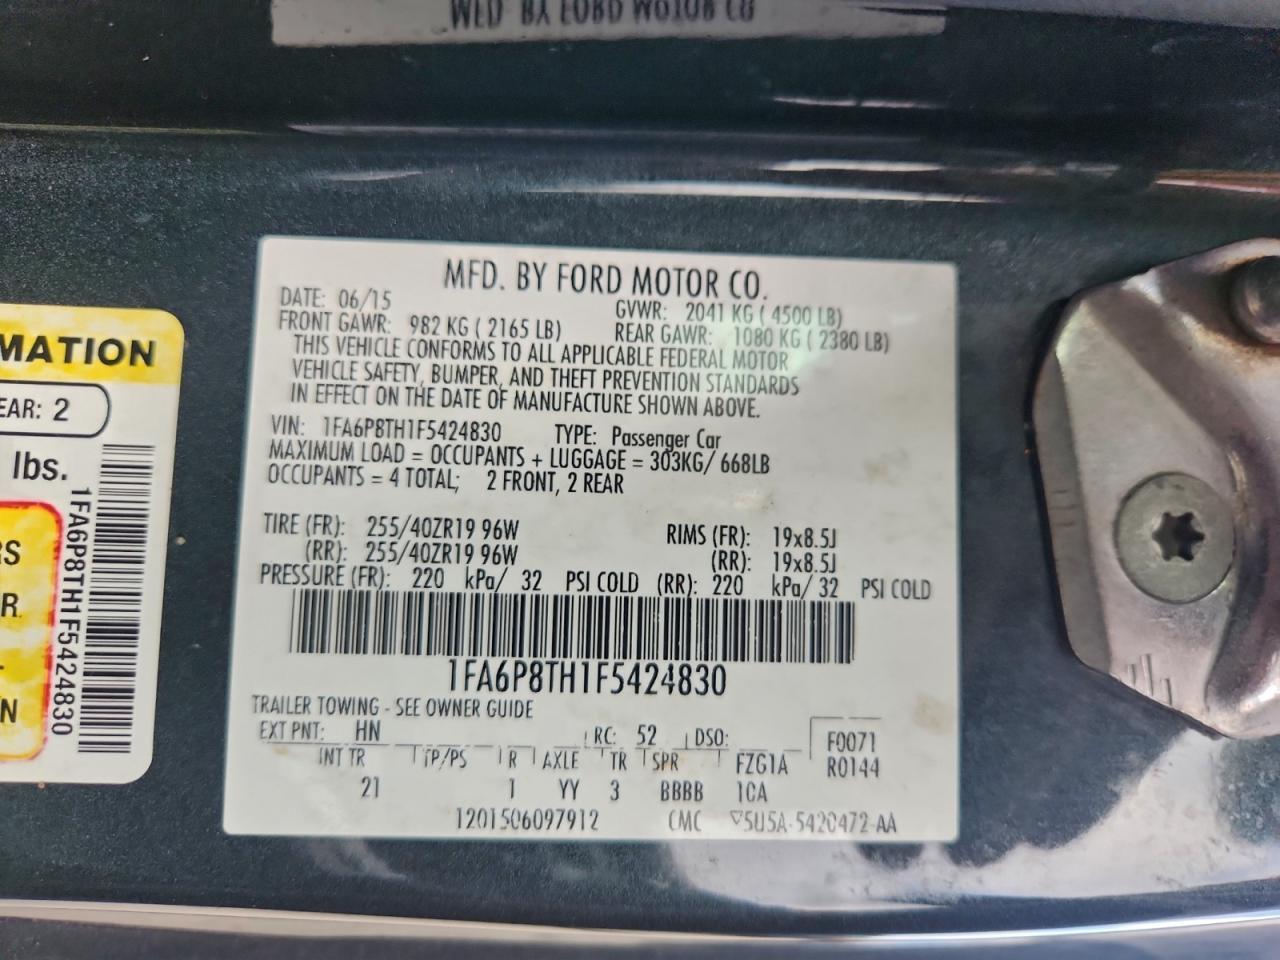 MFD. BY FORD MOTOR CO.
DATE: 06/15
GVWR: 2041 KG ( 4500 LB)
FRONT GAWR: 982 KG ( 2165 LB)
REAR GAWR: 1080 KG ( 2380 LB)
THIS VEHICLE CONFORMS TO ALL APPLICABLE FEDERAL MOTOR
VEHICLE SAFETY, BUMPER, AND THEFT PREVENTION STANDARDS
IN EFFECT ON THE DATE OF MANUFACTURE SHOWN ABOVE.
VIN: 1FA6P8TH1F5424830 TYPE: Passenger Car
MAXIMUM LOAD = OCCUPANTS + LUGGAGE = 303KG/ 668LB
OCCUPANTS = 4 TOTAL; 2 FRONT, 2 REAR
TIRE (FR): 255/40ZR19 96W RIMS (FR): 19x8.5J
(RR): 255/40ZR19 96W (RR): 19x8.5J
PRESSURE (FR): 220 kPa/ 32 PSI COLD (RR): 220 kPa/ 32 PSI COLD
1FA6P8TH1F5424830
TRAILER TOWING - SEE OWNER GUIDE
EXT PNT: HN RC: 52 DSO: F0071
INT TR TP/PS R AXLE TR SPR FZG1A R0144
21 1 YY 3 BBBB 1CA
1201506097912 CMC 5U5A-5420472-AA
MATION
EAR: 2
lbs.
RS
R
N
1FA6P8TH1F5424830